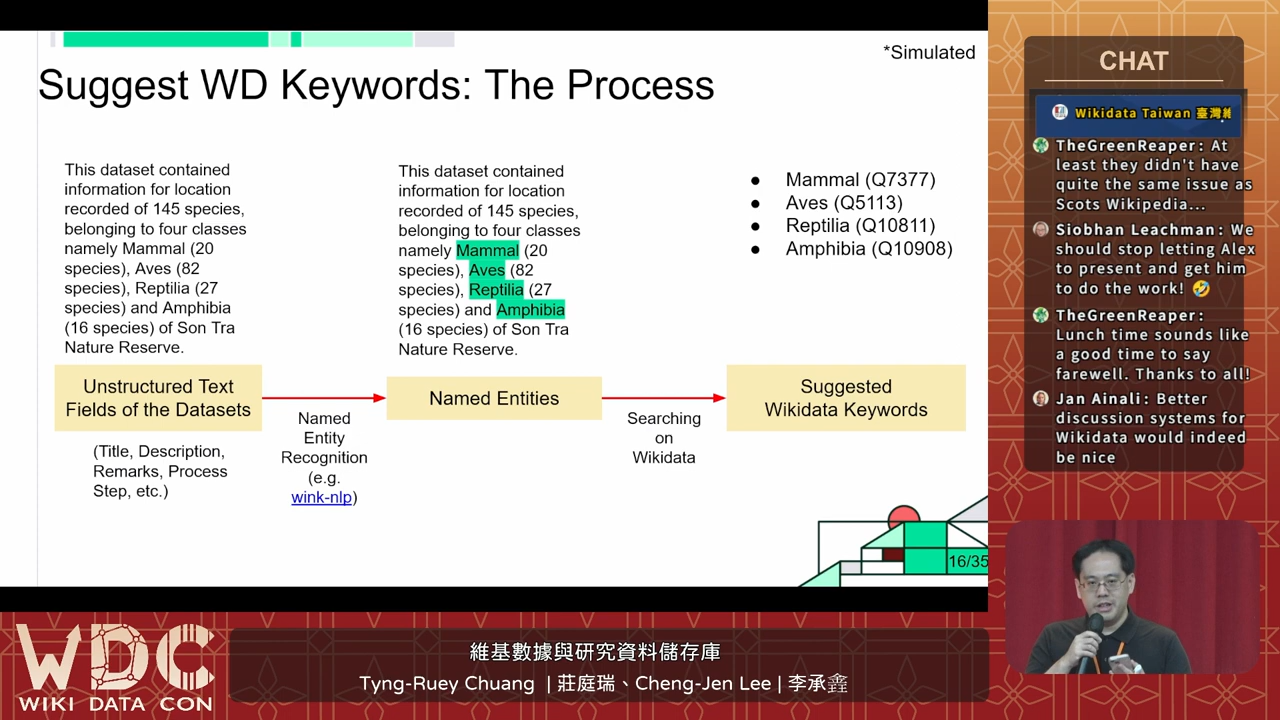 *Simulated
Suggest WD Keywords: The Process
This dataset contained
information for location
recorded of 145 species,
belonging to four classes
namely Mammal (20
species), Aves (82
species), Reptilia (27
species) and Amphibia
(16 species) of Son Tra
Nature Reserve.
Unstructured Text
Fields of the Datasets
(Title, Description,
Remarks, Process
Step, etc.)
Named
Entity
Recognition
(e.g.
wink-nlp)
This dataset contained
information for location
recorded of 145 species,
belonging to four classes
namely Mammal (20
species), Aves (82
species), Reptilia (27
species) and Amphibia
(16 species) of Son Tra
Nature Reserve.
Named Entities
Searching
on
Wikidata
• Mammal (Q7377)
• Aves (Q5113)
• Reptilia (Q10811)
• Amphibia (Q10908)
Suggested
Wikidata Keywords
16/35
CHAT
Wikidata Taiwan 臺灣維
TheGreenReaper: At
least they didn't have
quite the same issue as
Scots Wikipedia...
Siobhan Leachman: We
should stop letting Alex
to present and get him
to do the work! 🤣
TheGreenReaper:
Lunch time sounds like
a good time to say
farewell. Thanks to all!
Jan Ainali: Better
discussion systems for
Wikidata would indeed
be nice
WDC
WIKI DATA CON
維基數據與研究資料儲存庫
Tyng-Ruey Chuang | 莊庭瑞、Cheng-Jen Lee | 李承錱